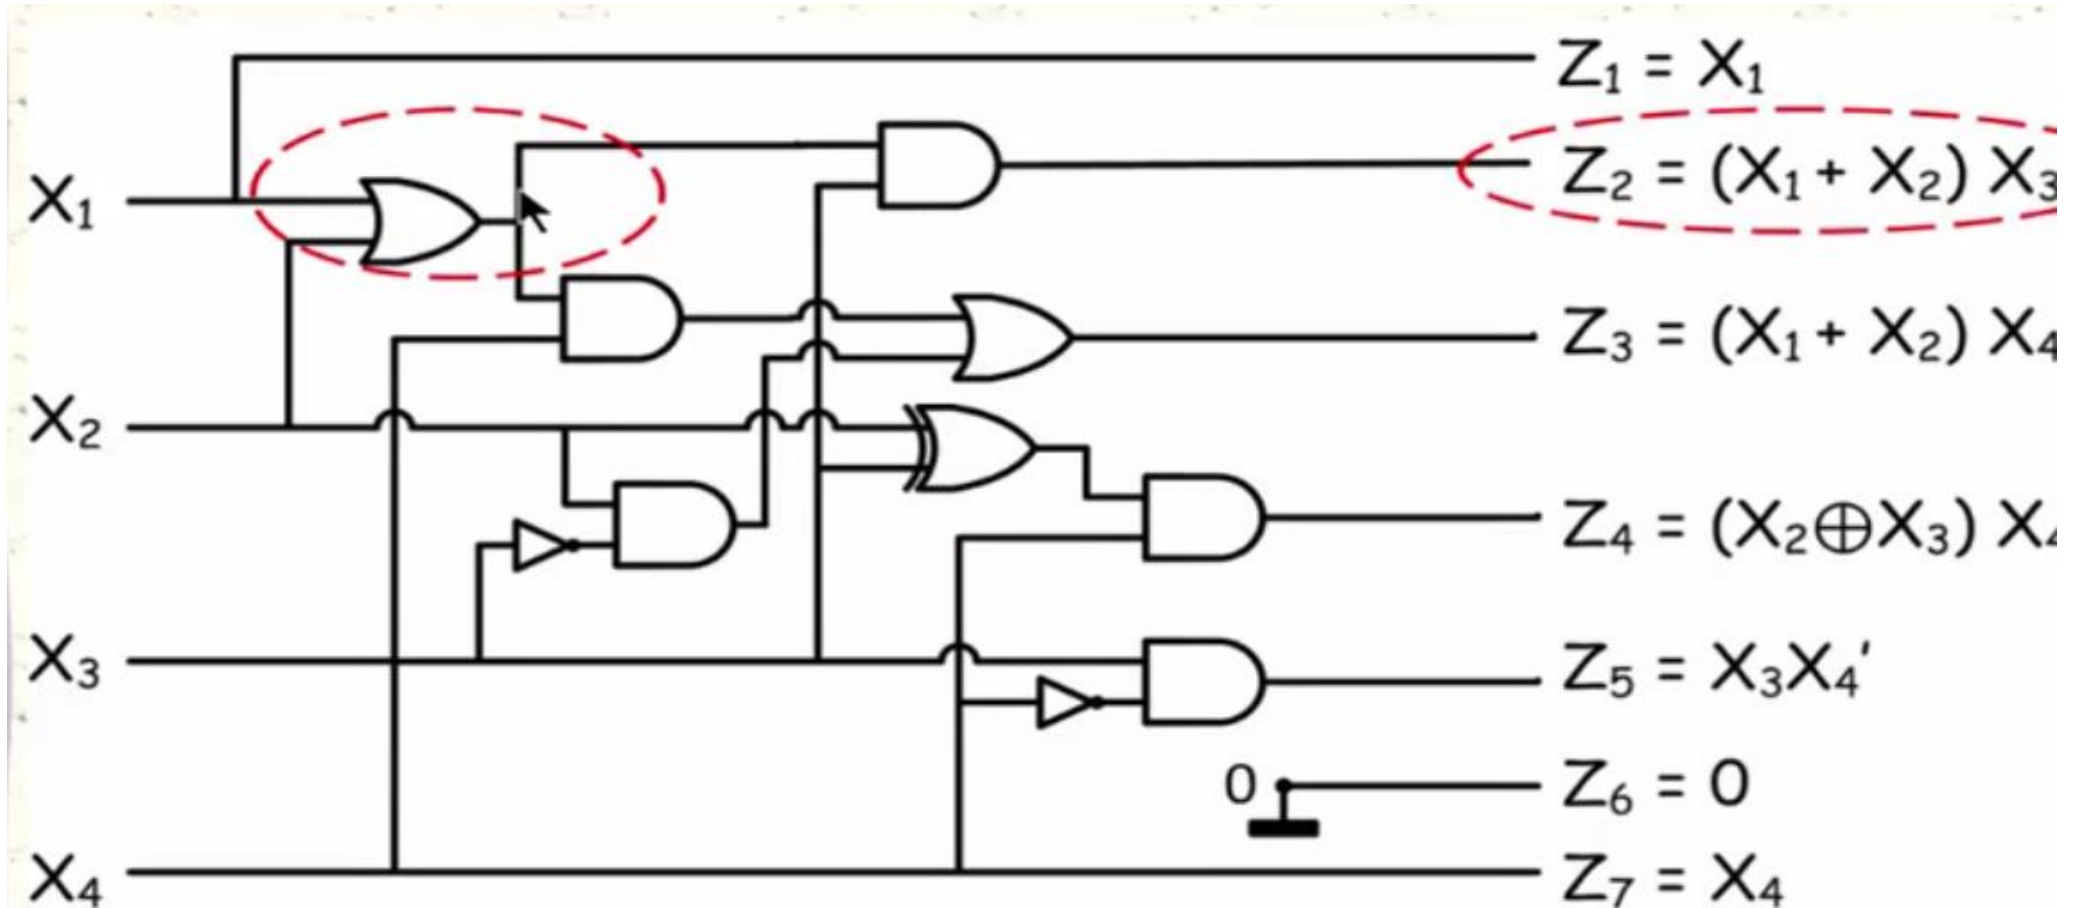 Z₁ = X₁
X₁
Z₂ = (X₁ + X₂) X₃
Z₃ = (X₁ + X₂) X₄
X₂
Z₄ = (X₂⊕X₃) X₄
X₃
Z₅ = X₃X₄'
0
Z₆ = 0
X₄
Z₇ = X₄